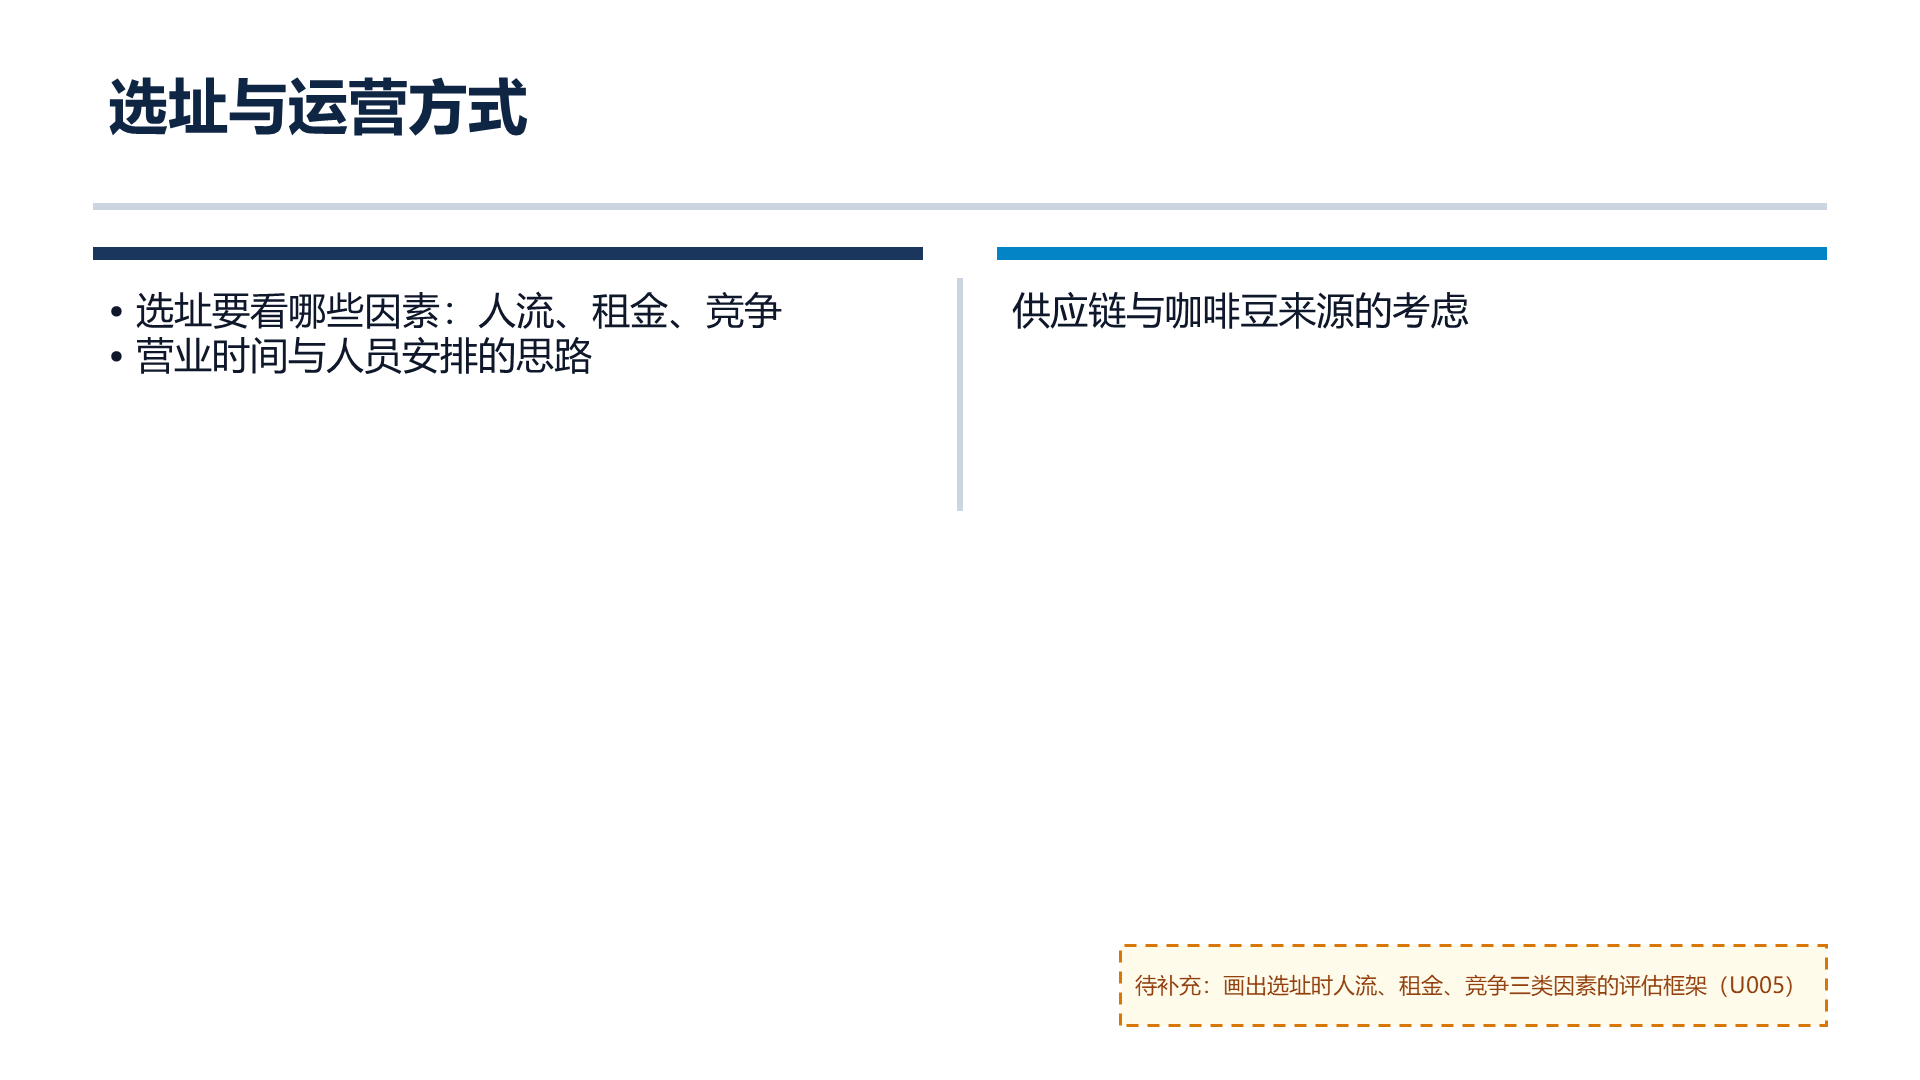 选址与运营方式
• 选址要看哪些因素：人流、租金、竞争
• 营业时间与人员安排的思路
供应链与咖啡豆来源的考虑
待补充：画出选址时人流、租金、竞争三类因素的评估框架（U005）